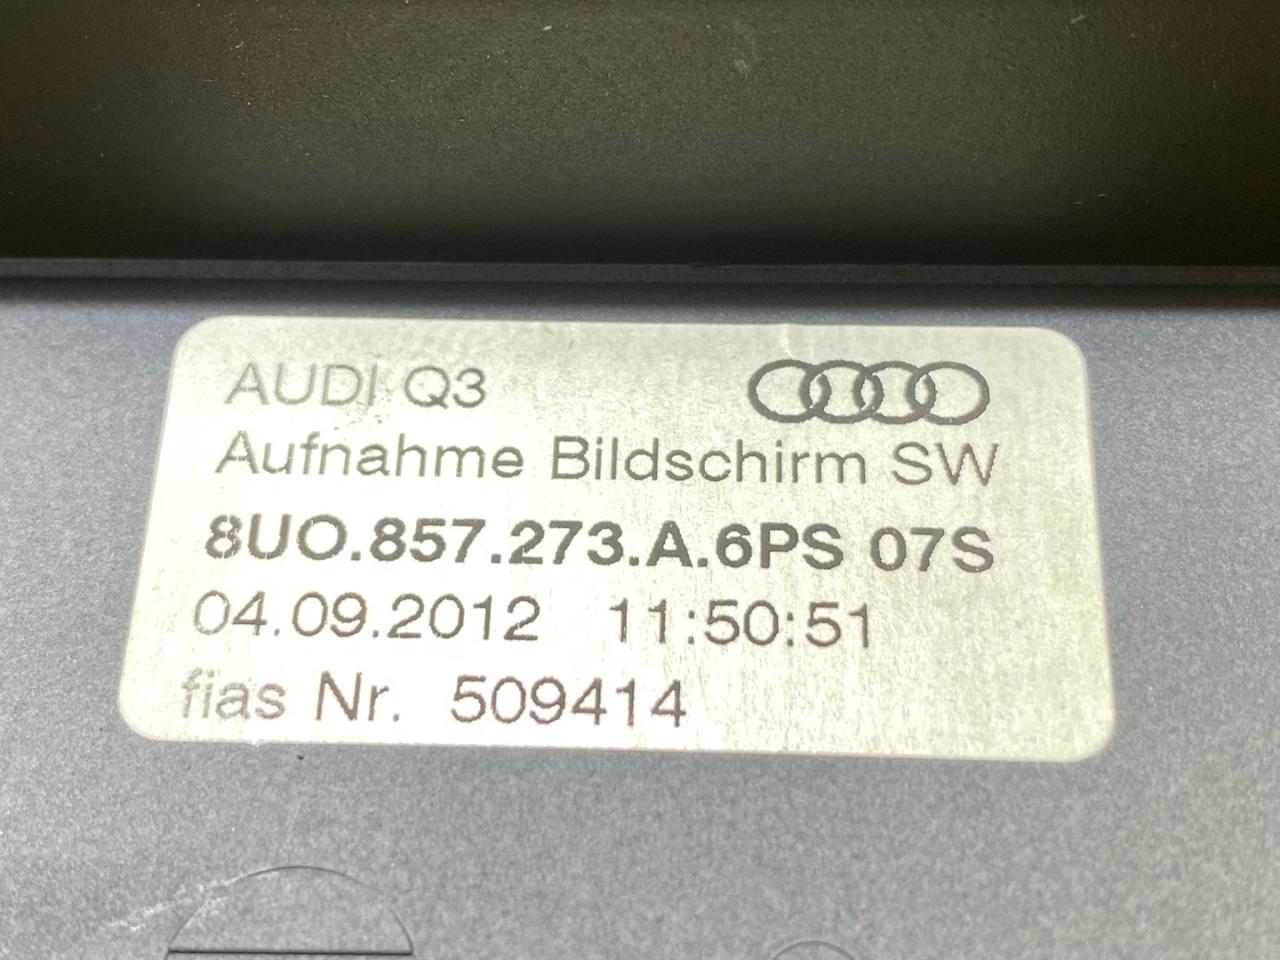 AUDI Q3
Aufnahme Bildschirm SW
8UO.857.273.A.6PS 07S
04.09.2012 11:50:51
fias Nr. 509414